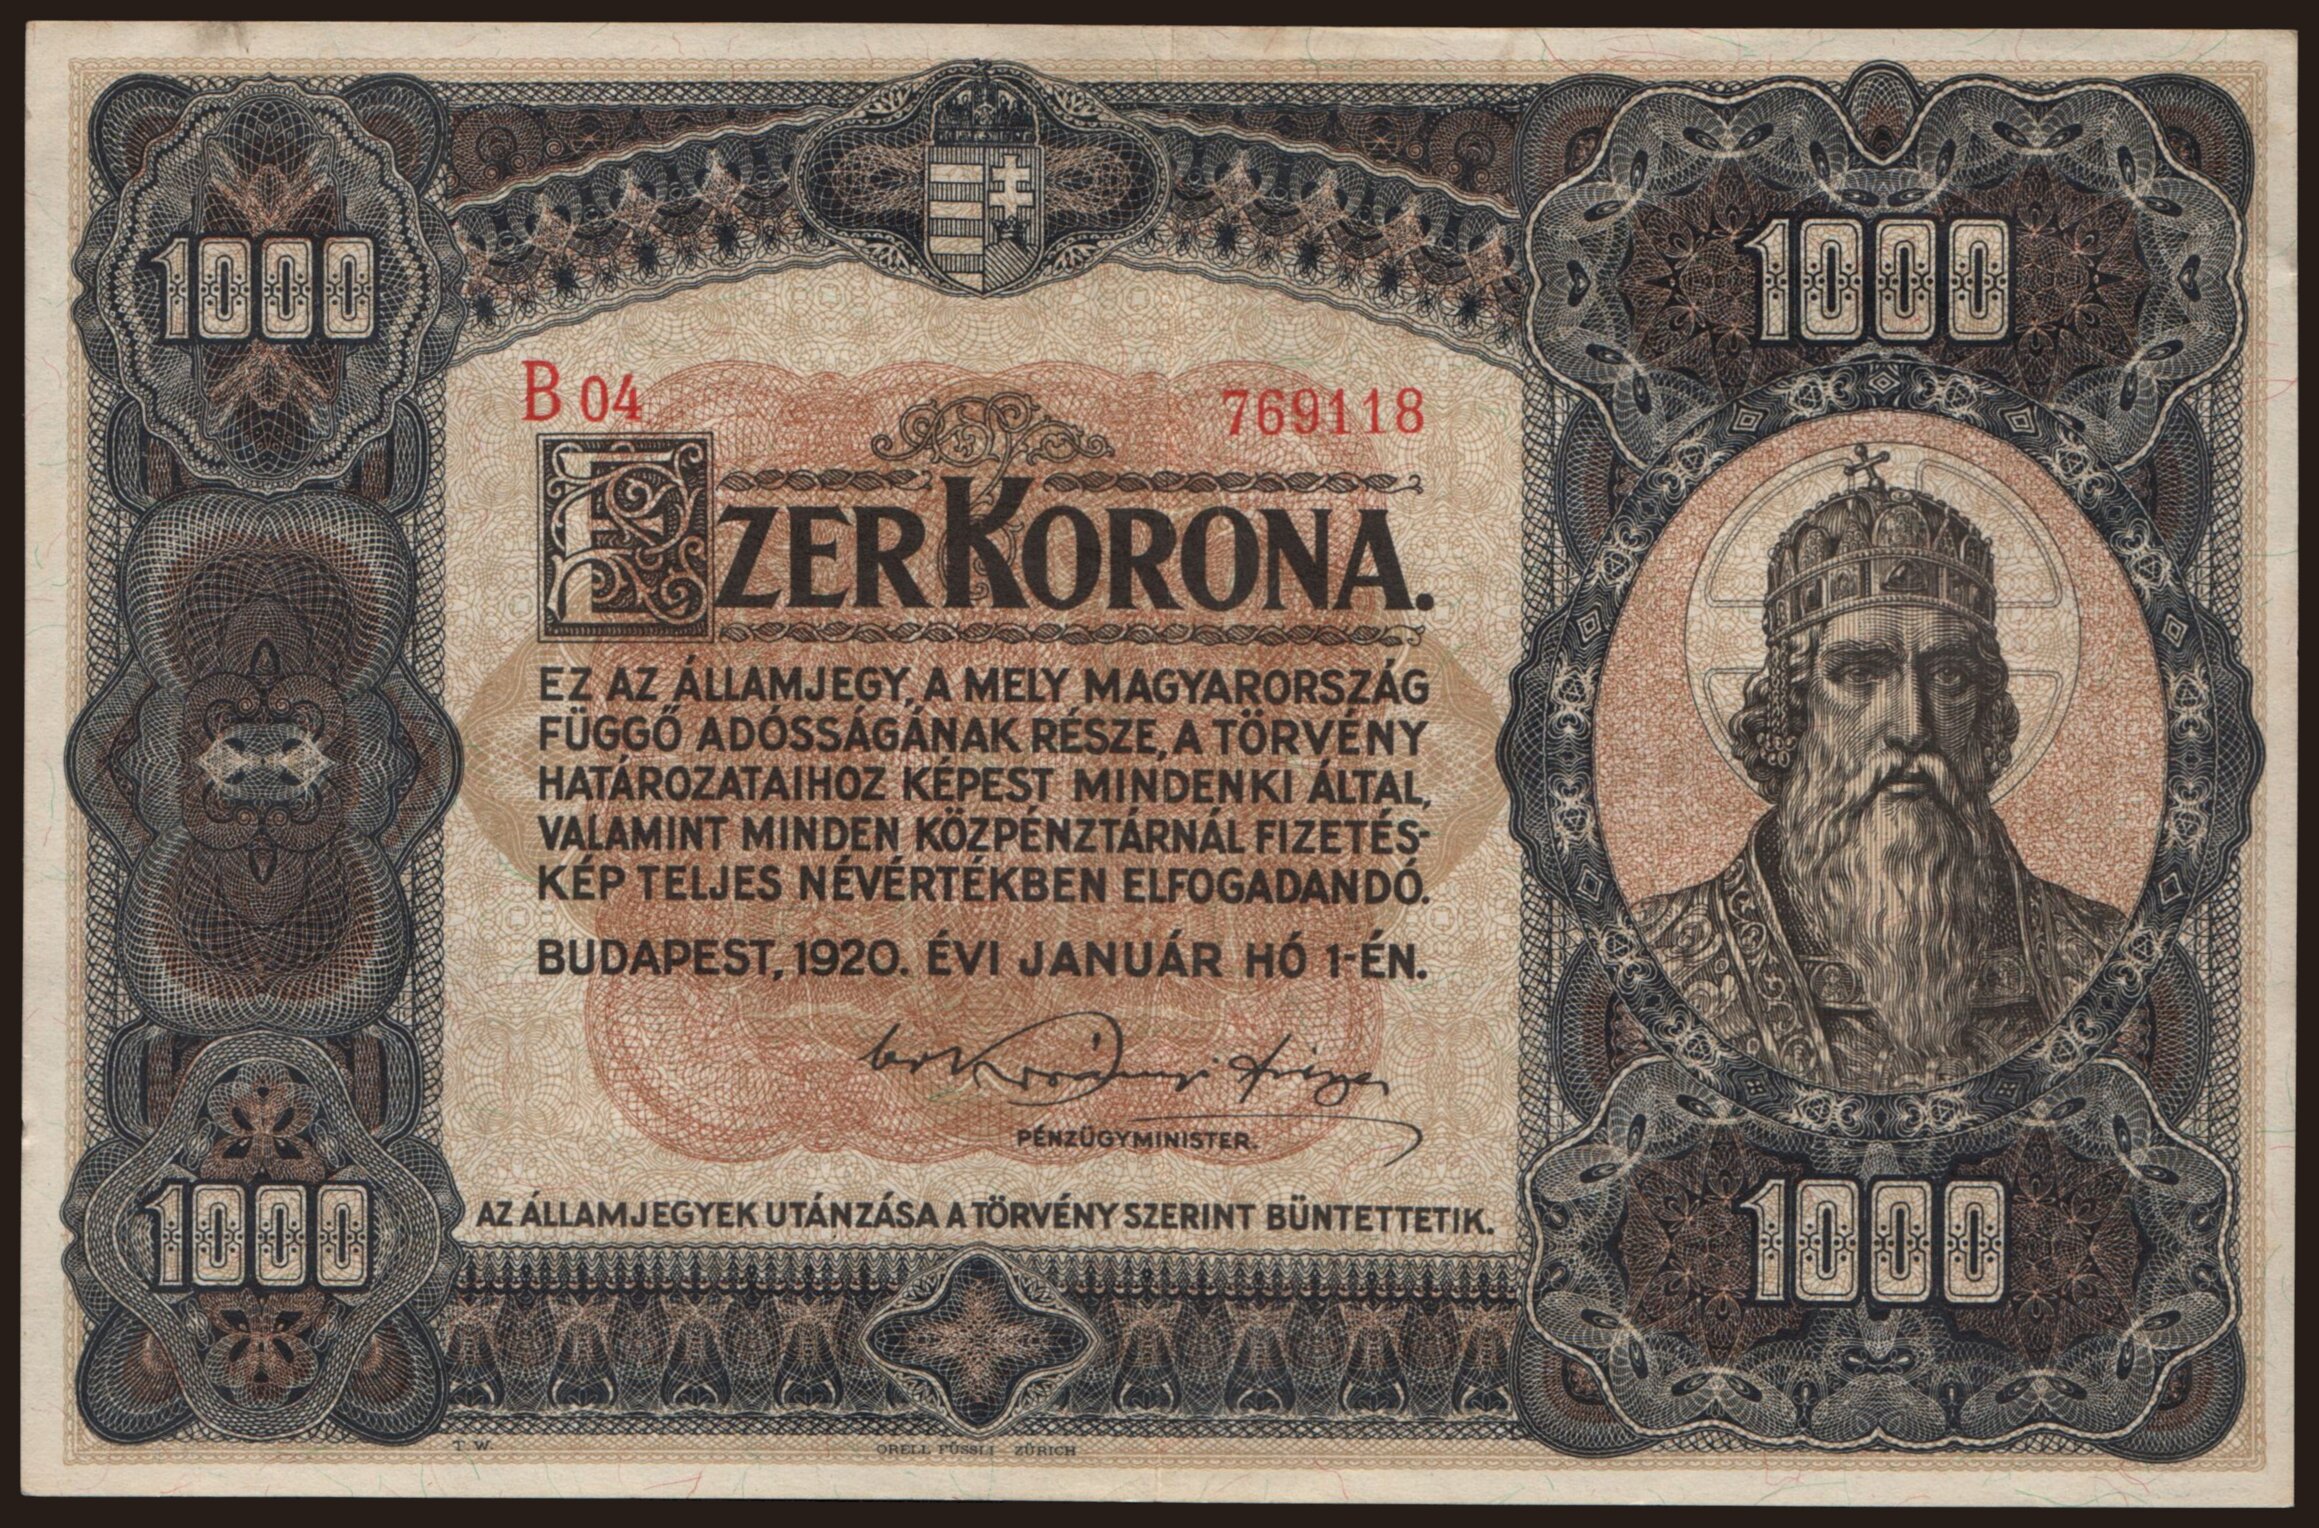 1000
1000
B 04
769118
EZER KORONA.
EZ AZ ÁLLAMJEGY, A MELY MAGYARORSZÁG
FÜGGŐ ADÓSSÁGÁNAK RÉSZE, A TÖRVÉNY
HATÁROZATAIHOZ KÉPEST MINDENKI ÁLTAL,
VALAMINT MINDEN KÖZPÉNZTÁRNÁL FIZETÉS-
KÉP TELJES NÉVÉRTÉKBEN ELFOGADANDÓ.
BUDAPEST, 1920. ÉVI JANUÁR HÓ 1-ÉN.
Korányi Frigyes
PÉNZÜGYMINISTER.
1000
1000
AZ ÁLLAMJEGYEK UTÁNZÁSA A TÖRVÉNY SZERINT BÜNTETTETIK.
T. W.
ORELL FÜSSLI ZÜRICH